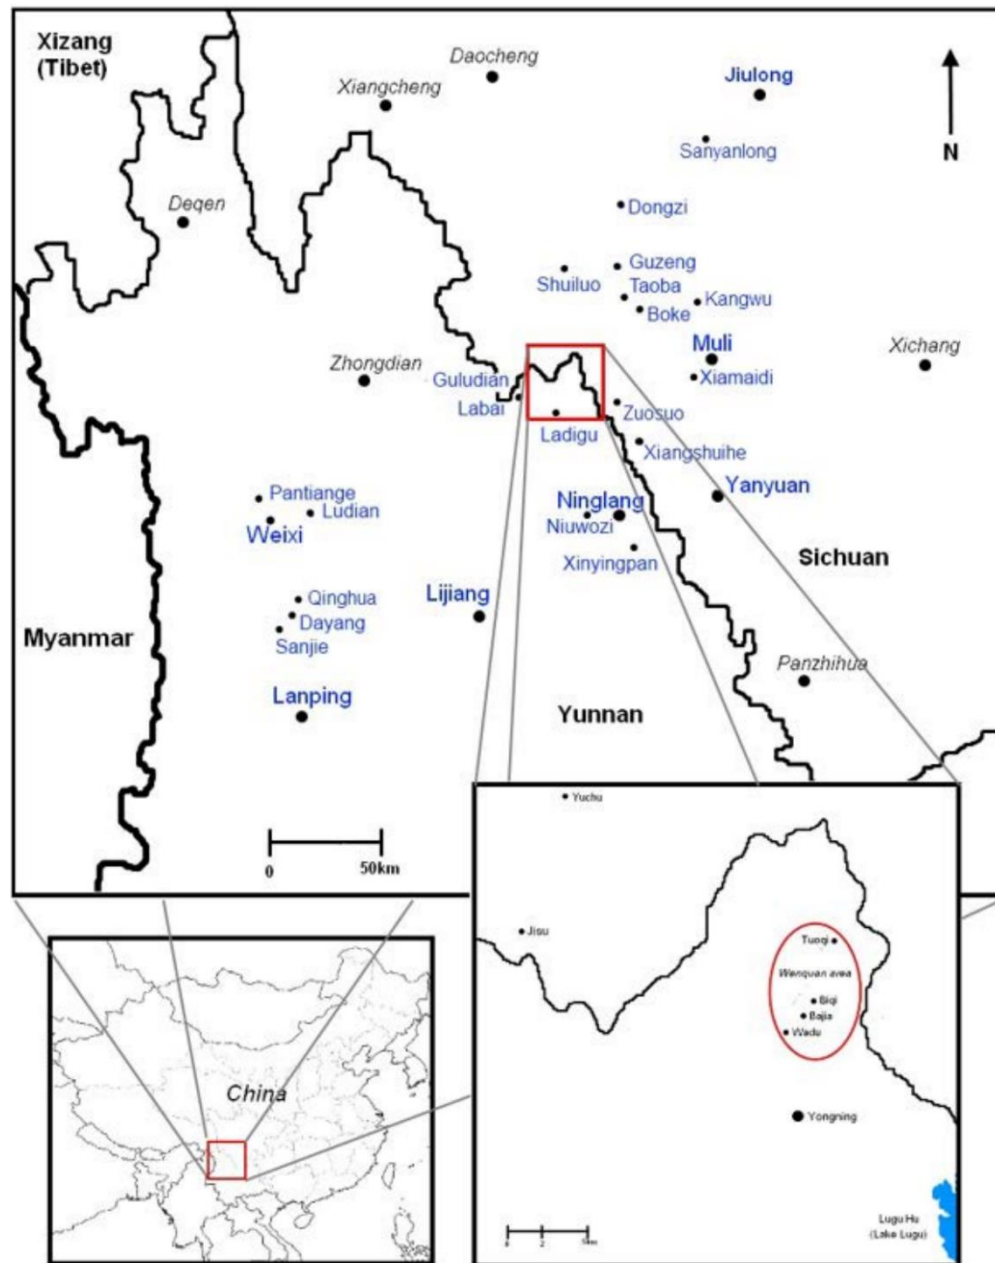 Xizang
(Tibet)
Daocheng
Xiangcheng
Jiulong
N
Sanyanlong
Deqen
Dongzi
Guzeng
Shuiluo
Taoba
Kangwu
Boke
Muli
Xichang
Zhongdian
Guludian
Xiamaidi
Labai
Zuosuo
Ladigu
Xiangshuihe
Yanyuan
Pantiange
Ludian
Weixi
Ninglang
Niuwozi
Xinyingpan
Sichuan
Qinghua
Lijiang
Dayang
Sanjie
Myanmar
Panzhihua
Lanping
Yunnan
0 50km
Yuchu
Jisu
Tuoqi
Wenquan area
Biqi
Bajia
Wadu
China
Yongning
Lugu Hu
(Lake Lugu)
2